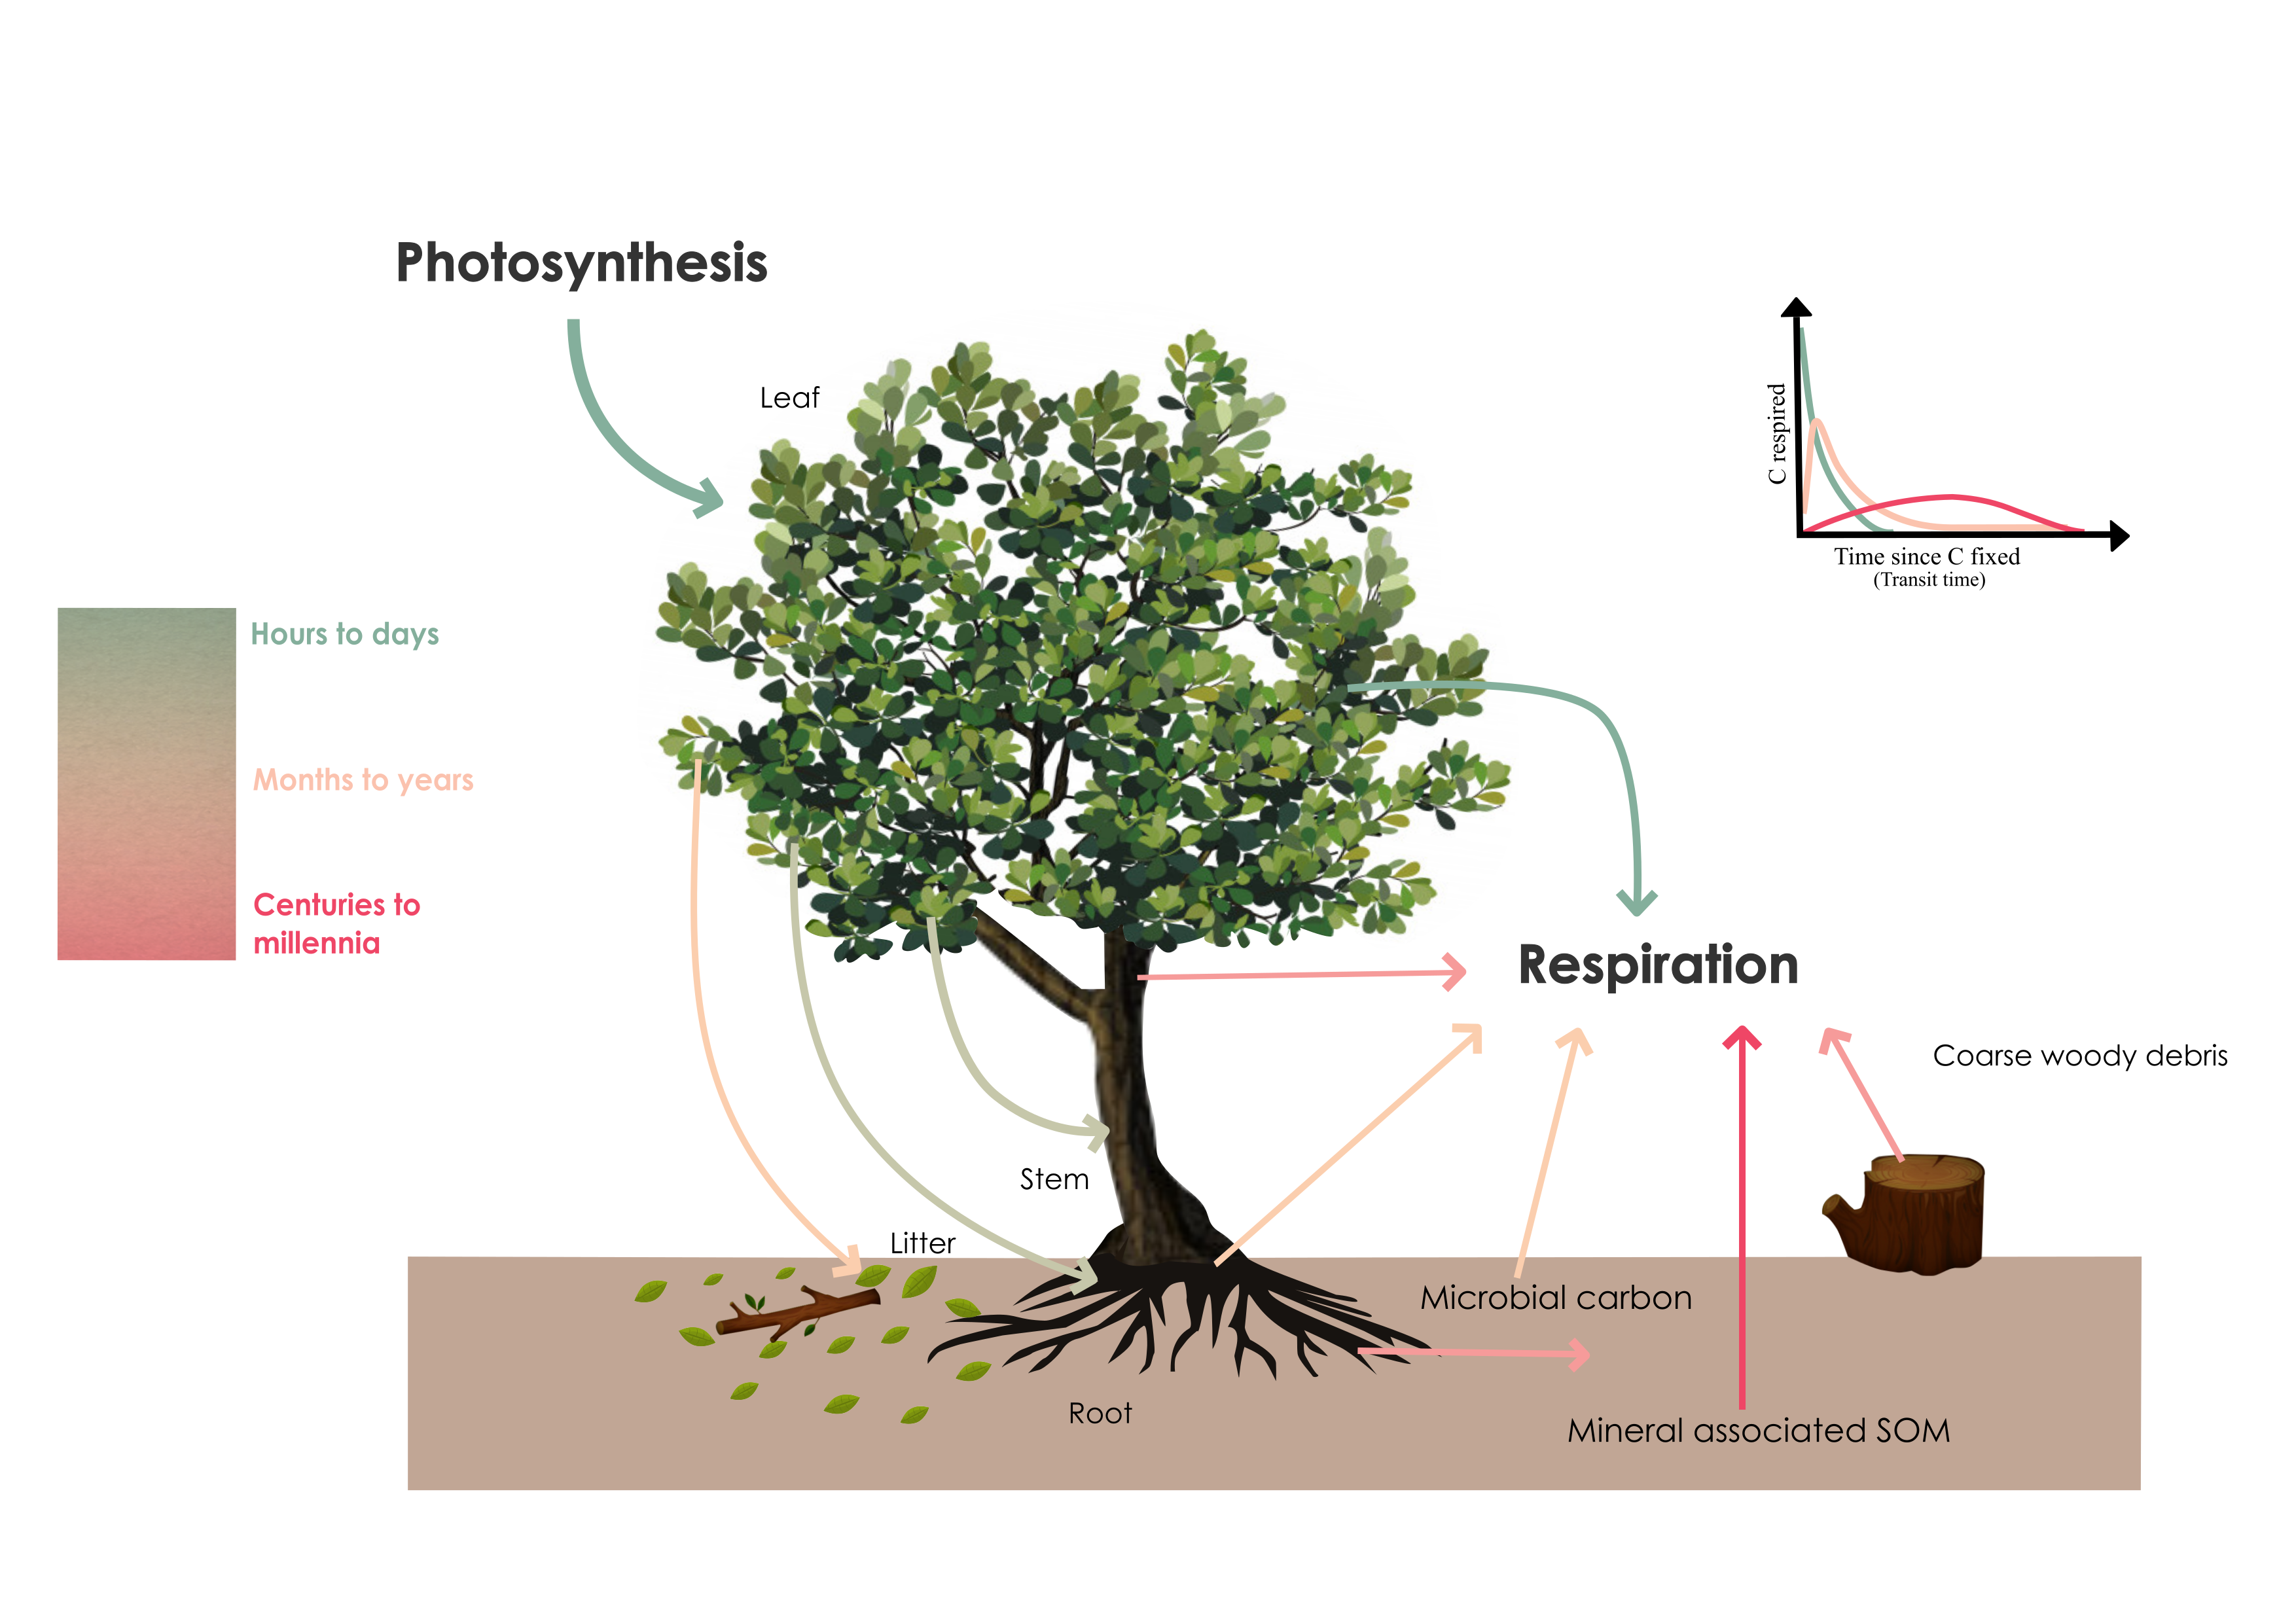 Photosynthesis
Leaf
C respired
Time since C fixed
(Transit time)
Hours to days
Months to years
Centuries to
millennia
Respiration
Coarse woody debris
Stem
Litter
Microbial carbon
Root
Mineral associated SOM